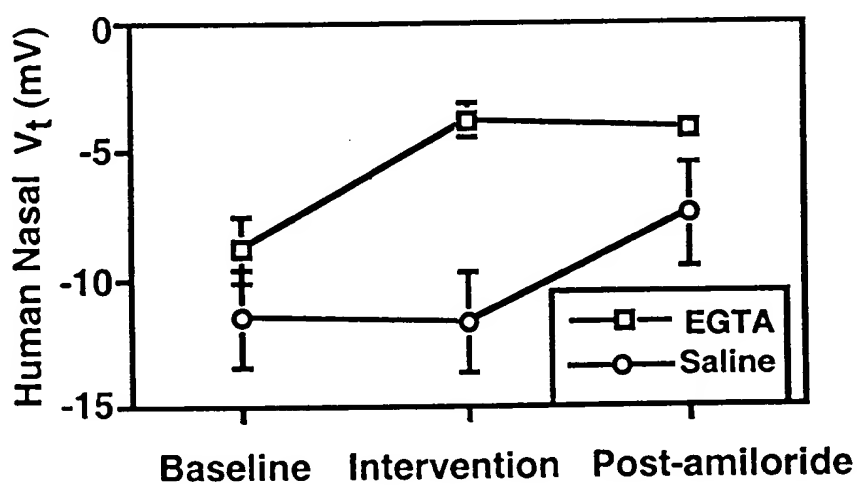 Human Nasal Vt (mV)
0
-5
-10
-15
EGTA
Saline
Baseline Intervention Post-amiloride